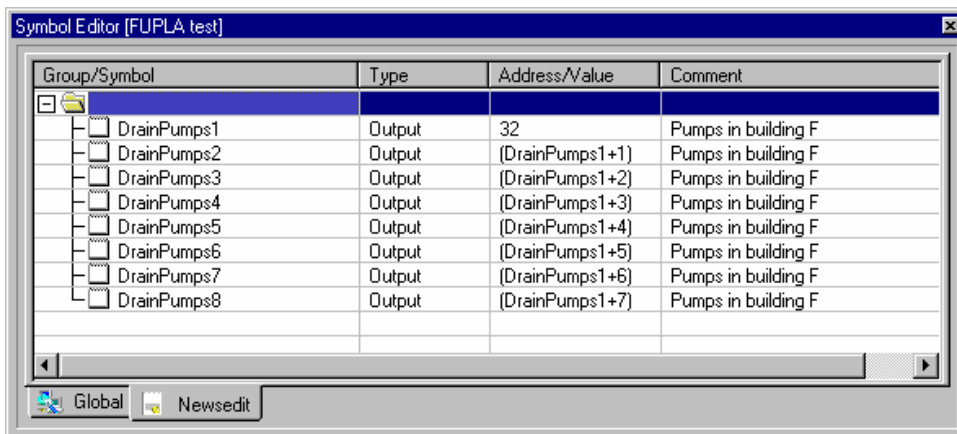 Symbol Editor [FUPLA test]
Group/Symbol Type Address/Value Comment
DrainPumps1 Output 32 Pumps in building F
DrainPumps2 Output (DrainPumps1+1) Pumps in building F
DrainPumps3 Output (DrainPumps1+2) Pumps in building F
DrainPumps4 Output (DrainPumps1+3) Pumps in building F
DrainPumps5 Output (DrainPumps1+4) Pumps in building F
DrainPumps6 Output (DrainPumps1+5) Pumps in building F
DrainPumps7 Output (DrainPumps1+6) Pumps in building F
DrainPumps8 Output (DrainPumps1+7) Pumps in building F
Global Newsedit